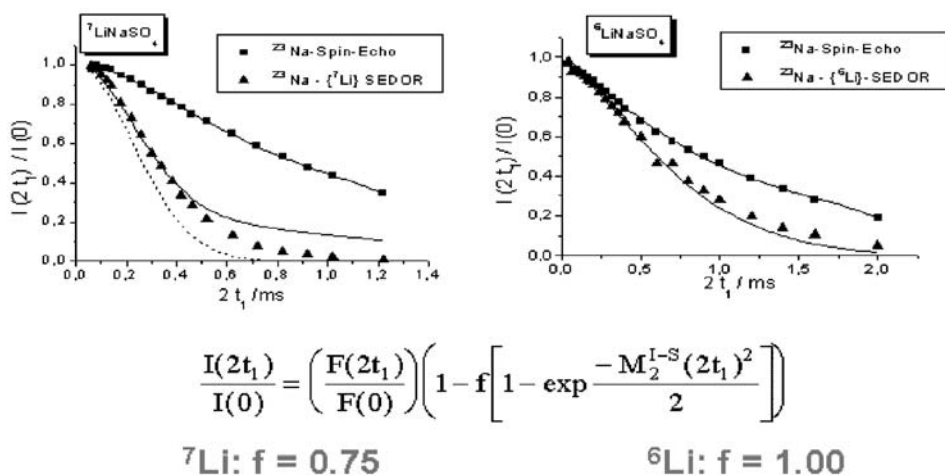 ⁷LiNaSO₄
²³Na-Spin-Echo
²³Na - {⁷Li} SEDOR
I(2t₁) / I(0)
1,0
0,8
0,6
0,4
0,2
0,0
0,0 0,2 0,4 0,6 0,8 1,0 1,2 1,4
2 t₁ / ms
⁶LiNaSO₄
²³Na-Spin-Echo
²³Na - {⁶Li}-SEDOR
I(2t₁) / I(0)
1,0
0,8
0,6
0,4
0,2
0,0
0,0 0,5 1,0 1,5 2,0
2 t₁ / ms
I(2t₁)/I(0) = (F(2t₁)/F(0)) (1 − f [1 − exp −M₂^{I−S}(2t₁)²/2])
⁷Li: f = 0.75 ⁶Li: f = 1.00